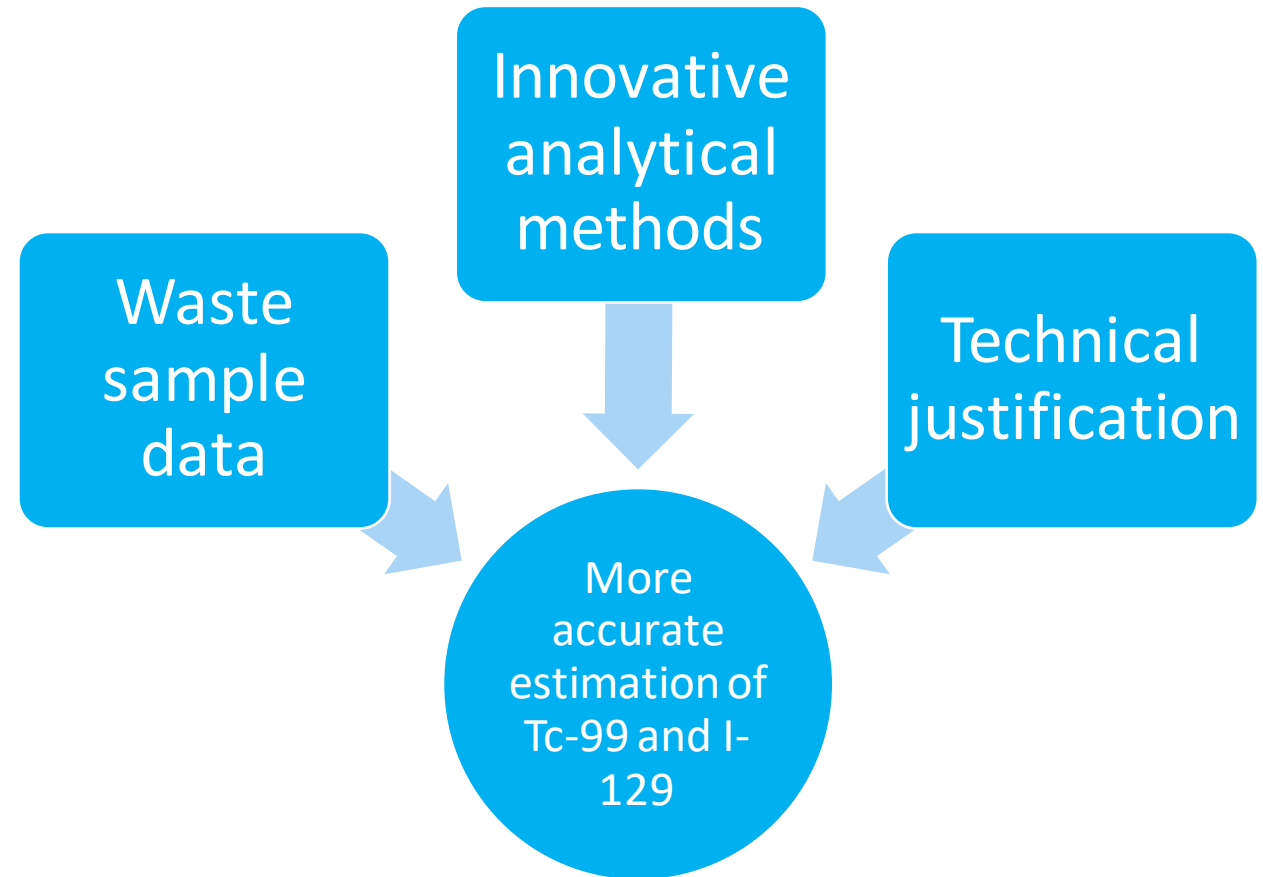 Innovative
analytical
methods
Waste
sample
data
Technical
justification
More
accurate
estimation of
Tc-99 and I-
129